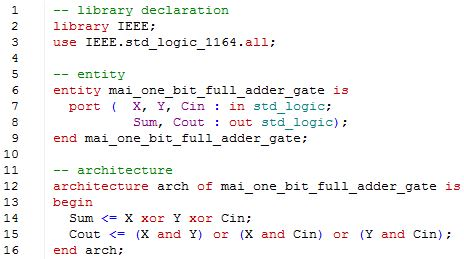 1 -- library declaration
2 library IEEE;
3 use IEEE.std_logic_1164.all;
4
5 -- entity
6 entity mai_one_bit_full_adder_gate is
7   port (  X, Y, Cin : in std_logic;
8           Sum, Cout : out std_logic);
9 end mai_one_bit_full_adder_gate;
10
11 -- architecture
12 architecture arch of mai_one_bit_full_adder_gate is
13 begin
14   Sum <= X xor Y xor Cin;
15   Cout <= (X and Y) or (X and Cin) or (Y and Cin);
16 end arch;